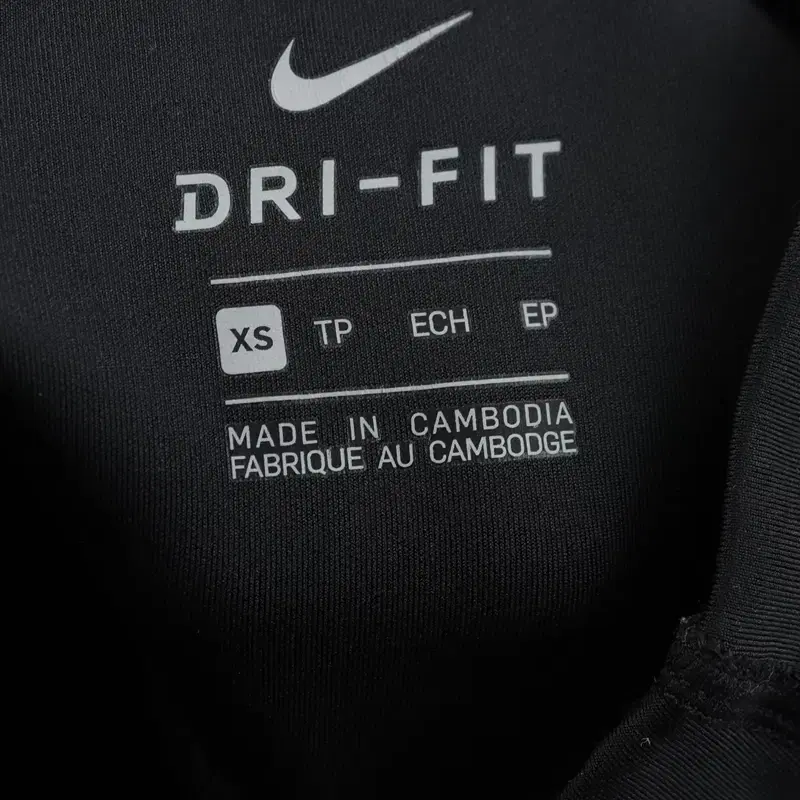 DRI-FIT
XS TP ECH EP
MADE IN CAMBODIA
FABRIQUE AU CAMBODGE